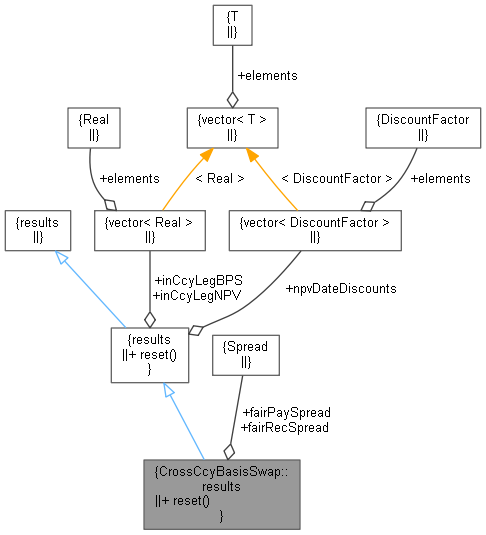 {T
||}
+elements
{Real
||}
{vector< T >
||}
{DiscountFactor
||}
+elements
< Real >
< DiscountFactor >
+elements
{results
||}
{vector< Real >
||}
{vector< DiscountFactor >
||}
+inCcyLegBPS
+inCcyLegNPV
+npvDateDiscounts
{results
||+ reset()
}
{Spread
||}
+fairPaySpread
+fairRecSpread
{CrossCcyBasisSwap::
results
||+ reset()
}